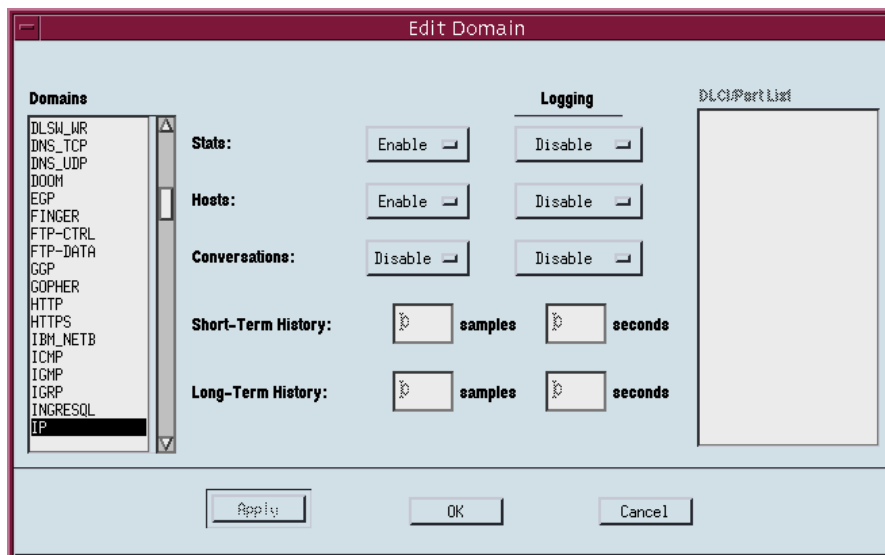 Edit Domain
Domains
Logging
DLCI/Port List
DLSW_WR
DNS_TCP
DNS_UDP
DOOM
EGP
FINGER
FTP-CTRL
FTP-DATA
GGP
GOPHER
HTTP
HTTPS
IBM_NETB
ICMP
IGMP
IGRP
INGRESQL
IP
Stats: Enable Disable
Hosts: Enable Disable
Conversations: Disable Disable
Short-Term History: samples seconds
Long-Term History: samples seconds
Apply OK Cancel